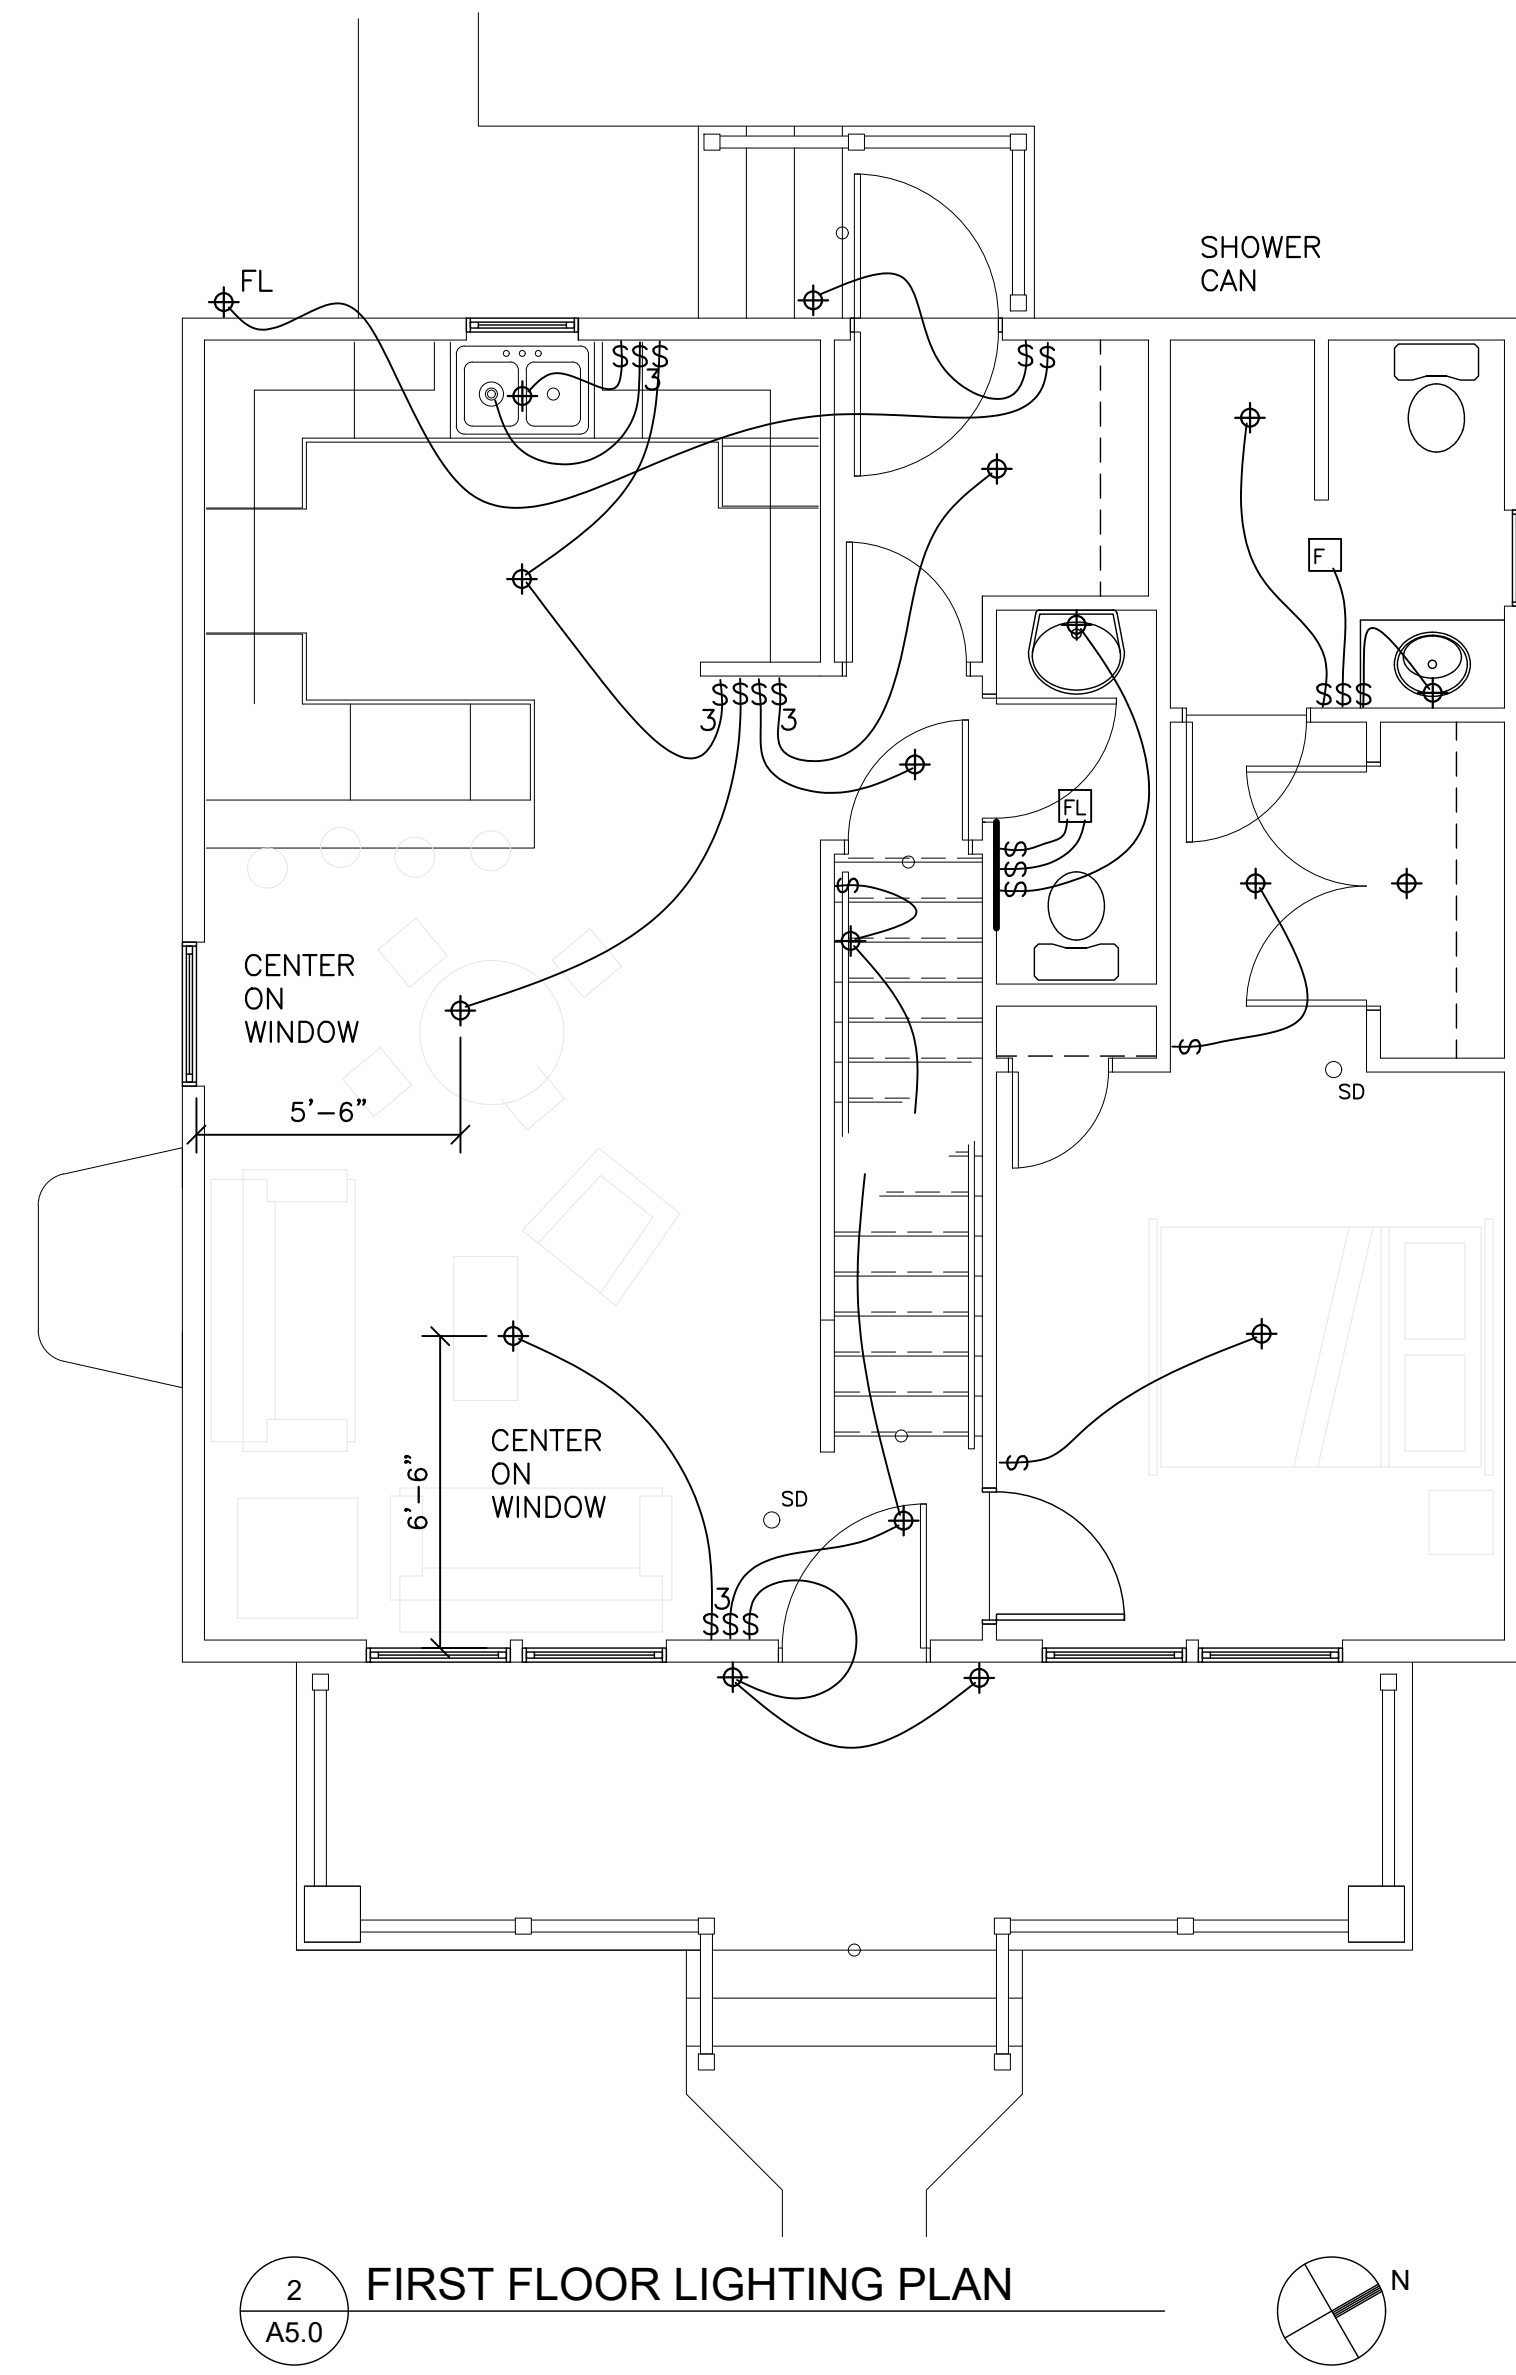 SHOWER
CAN
FL
$$$
3
$$
F
$$$$
3 3
$$$
FL
$
$
$
$
CENTER
ON
WINDOW
$
SD
5'-6"
CENTER
ON
WINDOW
6'-6"
$
SD
3
$$$
2
A5.0
FIRST FLOOR LIGHTING PLAN
N